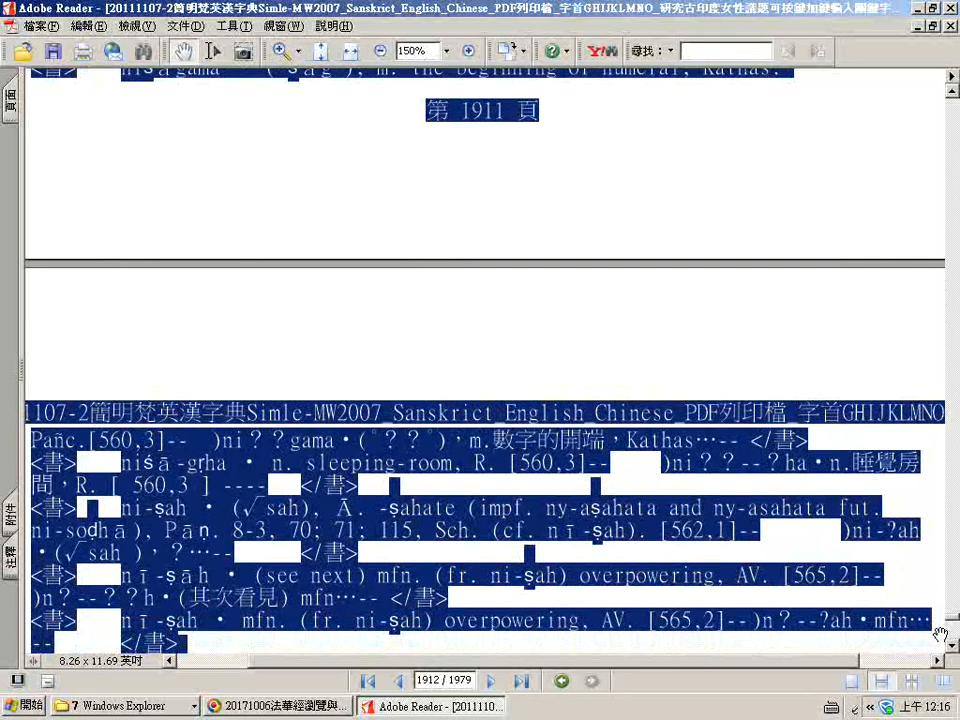 Adobe Reader - [20111107-2簡明梵英漢字典Simle-MW2007_Sanskrict_English_Chinese_PDF列印檔_字首GHIJKLMNO_研究古印度女性議題可按鍵加鍵輸入關鍵字...
檔案(F) 編輯(E) 檢視(V) 文件(D) 工具(T) 視窗(W) 說明(H)
150% 尋找:
<書> niśāgama (°śāg°), m. the beginning of numeral, Kathās.
第 1911 頁
1107-2簡明梵英漢字典Simle-MW2007_Sanskrict_English_Chinese_PDF列印檔_字首GHIJKLMNO
Pañc.[560,3]-- )ni？？gama‧(°？？°)，m.數字的開端，Kathas…-- </書>
<書> niśā-gṛha ‧ n. sleeping-room, R. [560,3]-- )ni？？--？ha‧n.睡覺房
間，R. [ 560,3 ] ---- </書>
<書> ni-ṣah ‧ (√sah), Ā. -ṣahate (impf. ny-aṣahata and ny-asahata fut.
ni-soḍhā), Pāṇ. 8-3, 70; 71; 115, Sch. (cf. nī-ṣah). [562,1]-- )ni-?ah
‧(√sah )，？…-- </書>
<書> nī-ṣāh ‧ (see next) mfn. (fr. ni-ṣah) overpowering, AV. [565,2]--
)n？--？？h‧(其次看見) mfn…-- </書>
<書> nī-ṣah ‧ mfn. (fr. ni-ṣah) overpowering, AV. [565,2]--)n？--?ah‧mfn…
-- </書>
頁面
附件
註釋
8.26 x 11.69 英吋
1912 / 1979
開始 7 Windows Explorer 20171006法華經瀏覽與... Adobe Reader - [2011110... 上午 12:16